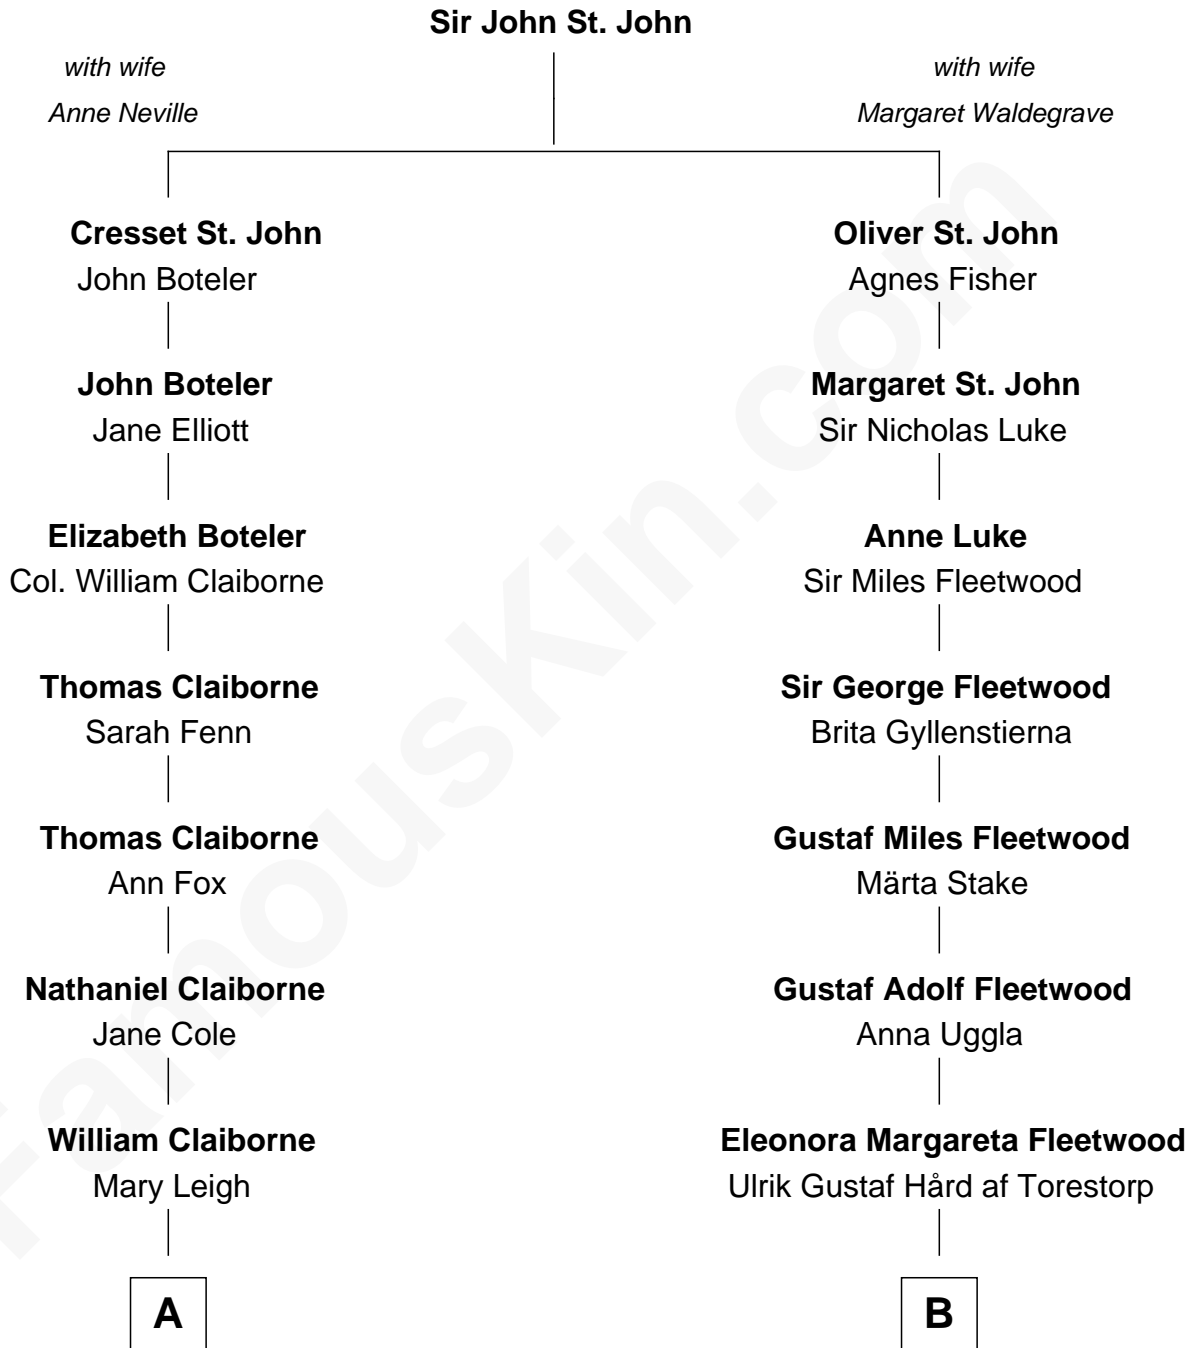 Sir John St. John
with wife
Anne Neville
with wife
Margaret Waldegrave
Cresset St. John
John Boteler
Oliver St. John
Agnes Fisher
John Boteler
Jane Elliott
Margaret St. John
Sir Nicholas Luke
Elizabeth Boteler
Col. William Claiborne
Anne Luke
Sir Miles Fleetwood
Thomas Claiborne
Sarah Fenn
Sir George Fleetwood
Brita Gyllenstierna
Thomas Claiborne
Ann Fox
Gustaf Miles Fleetwood
Märta Stake
Nathaniel Claiborne
Jane Cole
Gustaf Adolf Fleetwood
Anna Uggla
William Claiborne
Mary Leigh
Eleonora Margareta Fleetwood
Ulrik Gustaf Hård af Torestorp
A
B
FamousKin.com